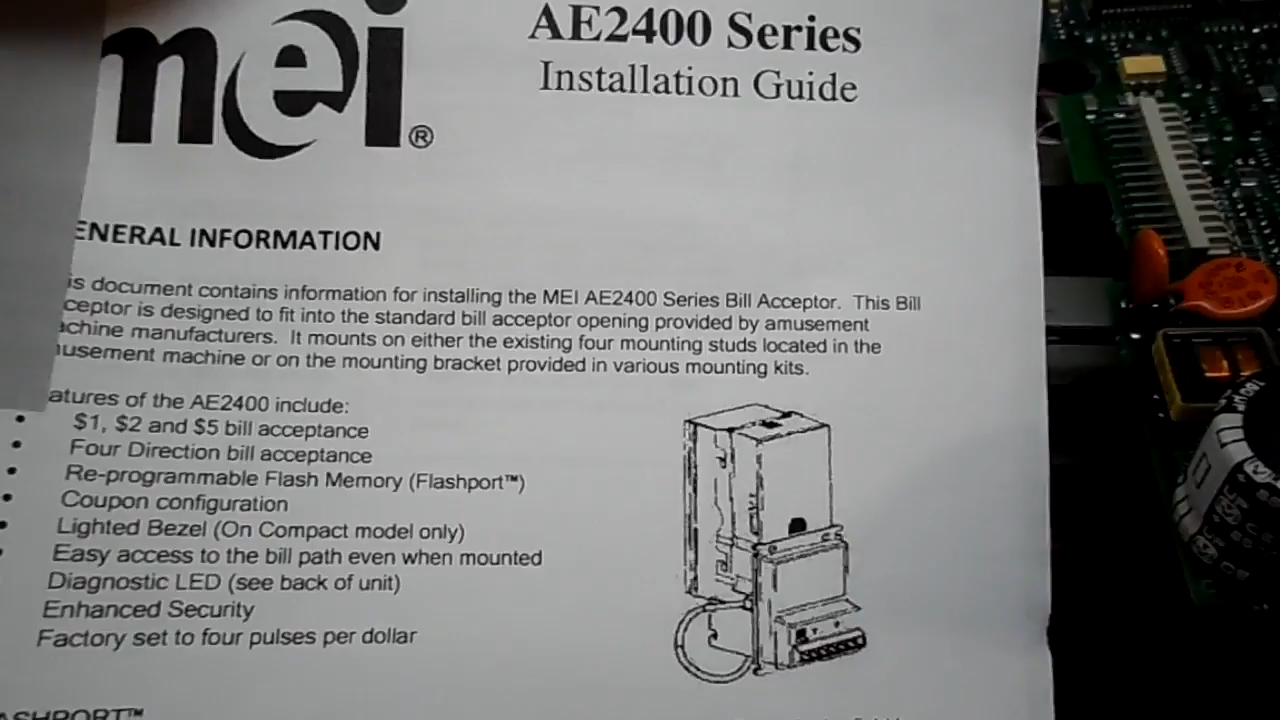 mei®
AE2400 Series
Installation Guide
ENERAL INFORMATION
is document contains information for installing the MEI AE2400 Series Bill Acceptor. This Bill
ceptor is designed to fit into the standard bill acceptor opening provided by amusement
achine manufacturers. It mounts on either the existing four mounting studs located in the
usement machine or on the mounting bracket provided in various mounting kits.
atures of the AE2400 include:
• $1, $2 and $5 bill acceptance
• Four Direction bill acceptance
• Re-programmable Flash Memory (Flashport™)
• Coupon configuration
• Lighted Bezel (On Compact model only)
Easy access to the bill path even when mounted
Diagnostic LED (see back of unit)
Enhanced Security
Factory set to four pulses per dollar
ASHPORT™